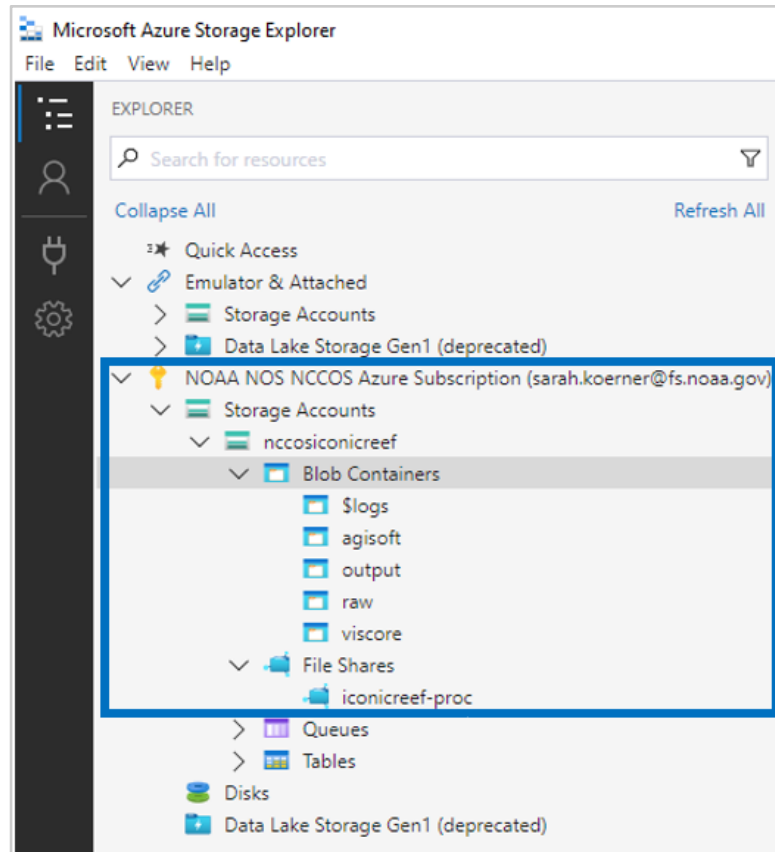 Microsoft Azure Storage Explorer
File Edit View Help
EXPLORER
Search for resources
Collapse All Refresh All
Quick Access
Emulator & Attached
Storage Accounts
Data Lake Storage Gen1 (deprecated)
NOAA NOS NCCOS Azure Subscription (sarah.koerner@fs.noaa.gov)
Storage Accounts
nccosiconicreef
Blob Containers
$logs
agisoft
output
raw
viscore
File Shares
iconicreef-proc
Queues
Tables
Disks
Data Lake Storage Gen1 (deprecated)